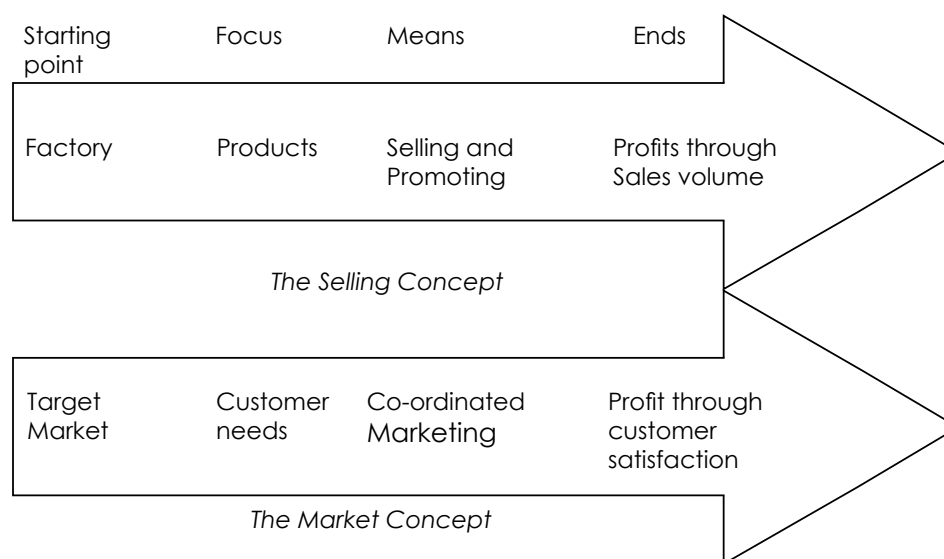 Starting Focus Means Ends
point
Factory Products Selling and Profits through
Promoting Sales volume
The Selling Concept
Target Customer Co-ordinated Profit through
Market needs Marketing customer
satisfaction
The Market Concept